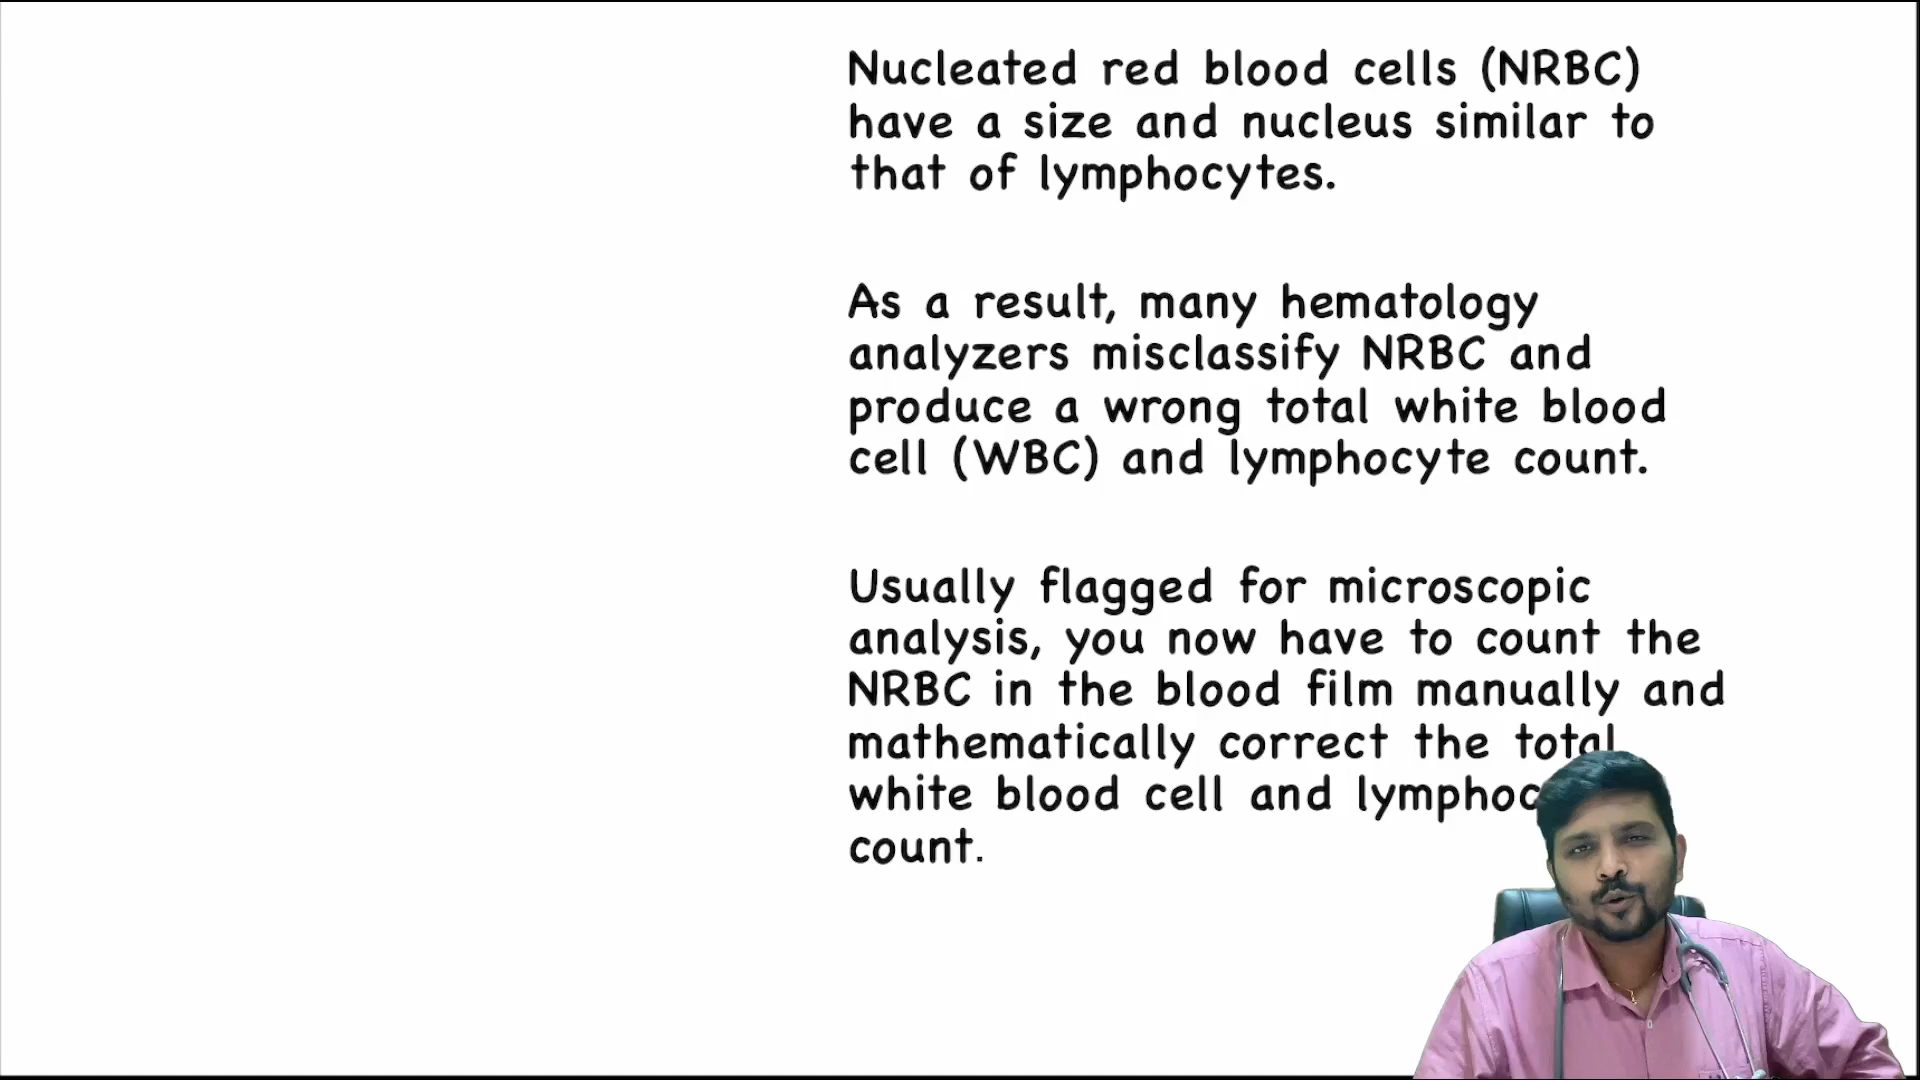 Nucleated red blood cells (NRBC)
have a size and nucleus similar to
that of lymphocytes.
As a result, many hematology
analyzers misclassify NRBC and
produce a wrong total white blood
cell (WBC) and lymphocyte count.
Usually flagged for microscopic
analysis, you now have to count the
NRBC in the blood film manually and
mathematically correct the total
white blood cell and
count.